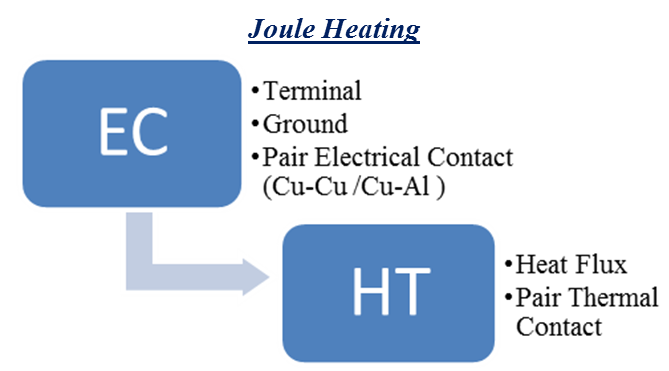 Joule Heating
EC
•Terminal
•Ground
•Pair Electrical Contact
(Cu-Cu /Cu-Al )
HT
•Heat Flux
•Pair Thermal
Contact